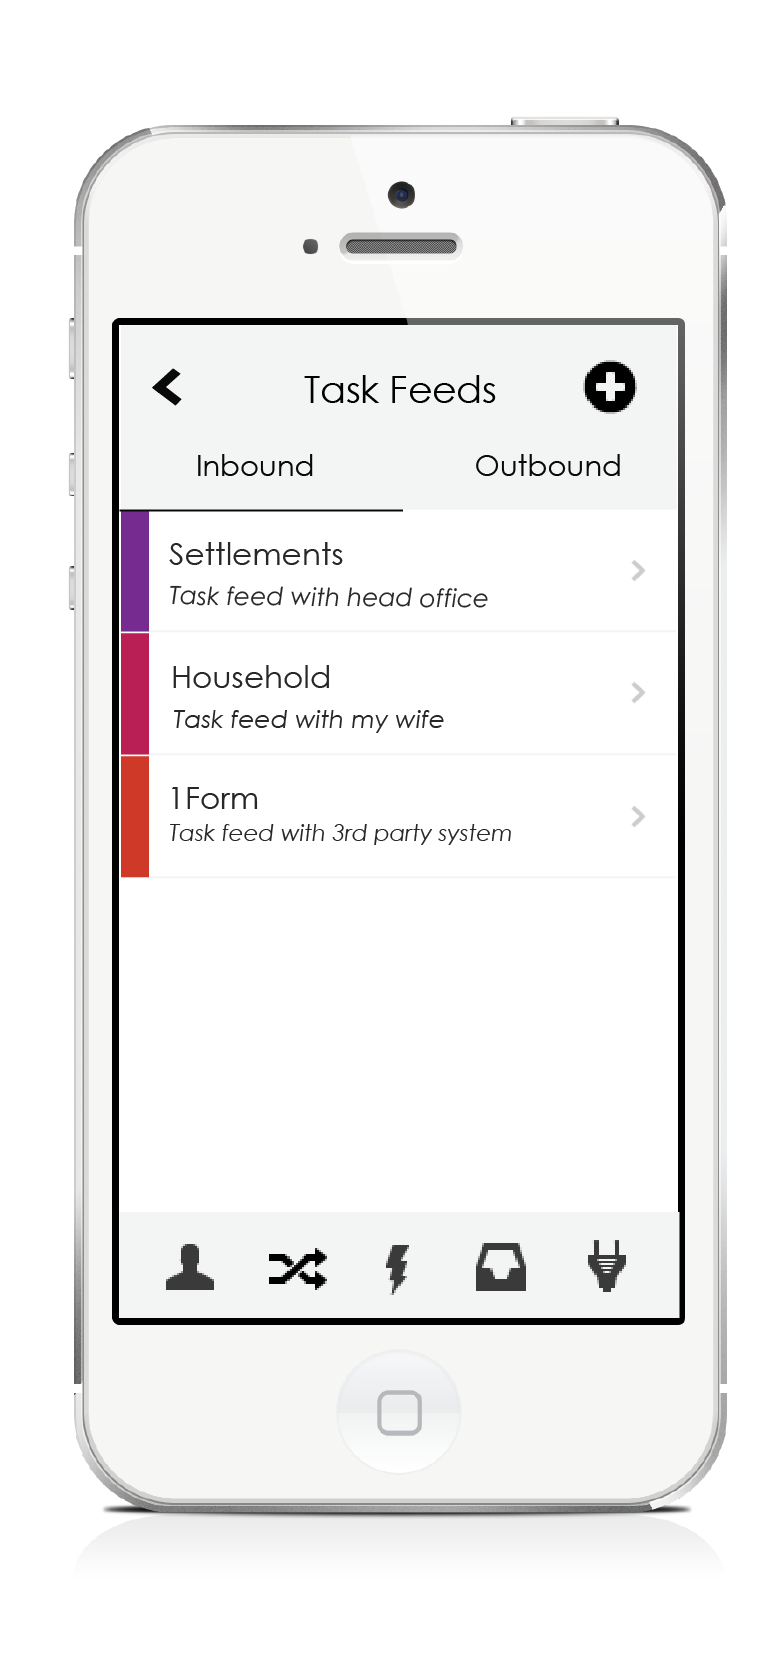 Task Feeds
Inbound Outbound
Settlements
Task feed with head office
Household
Task feed with my wife
1Form
Task feed with 3rd party system